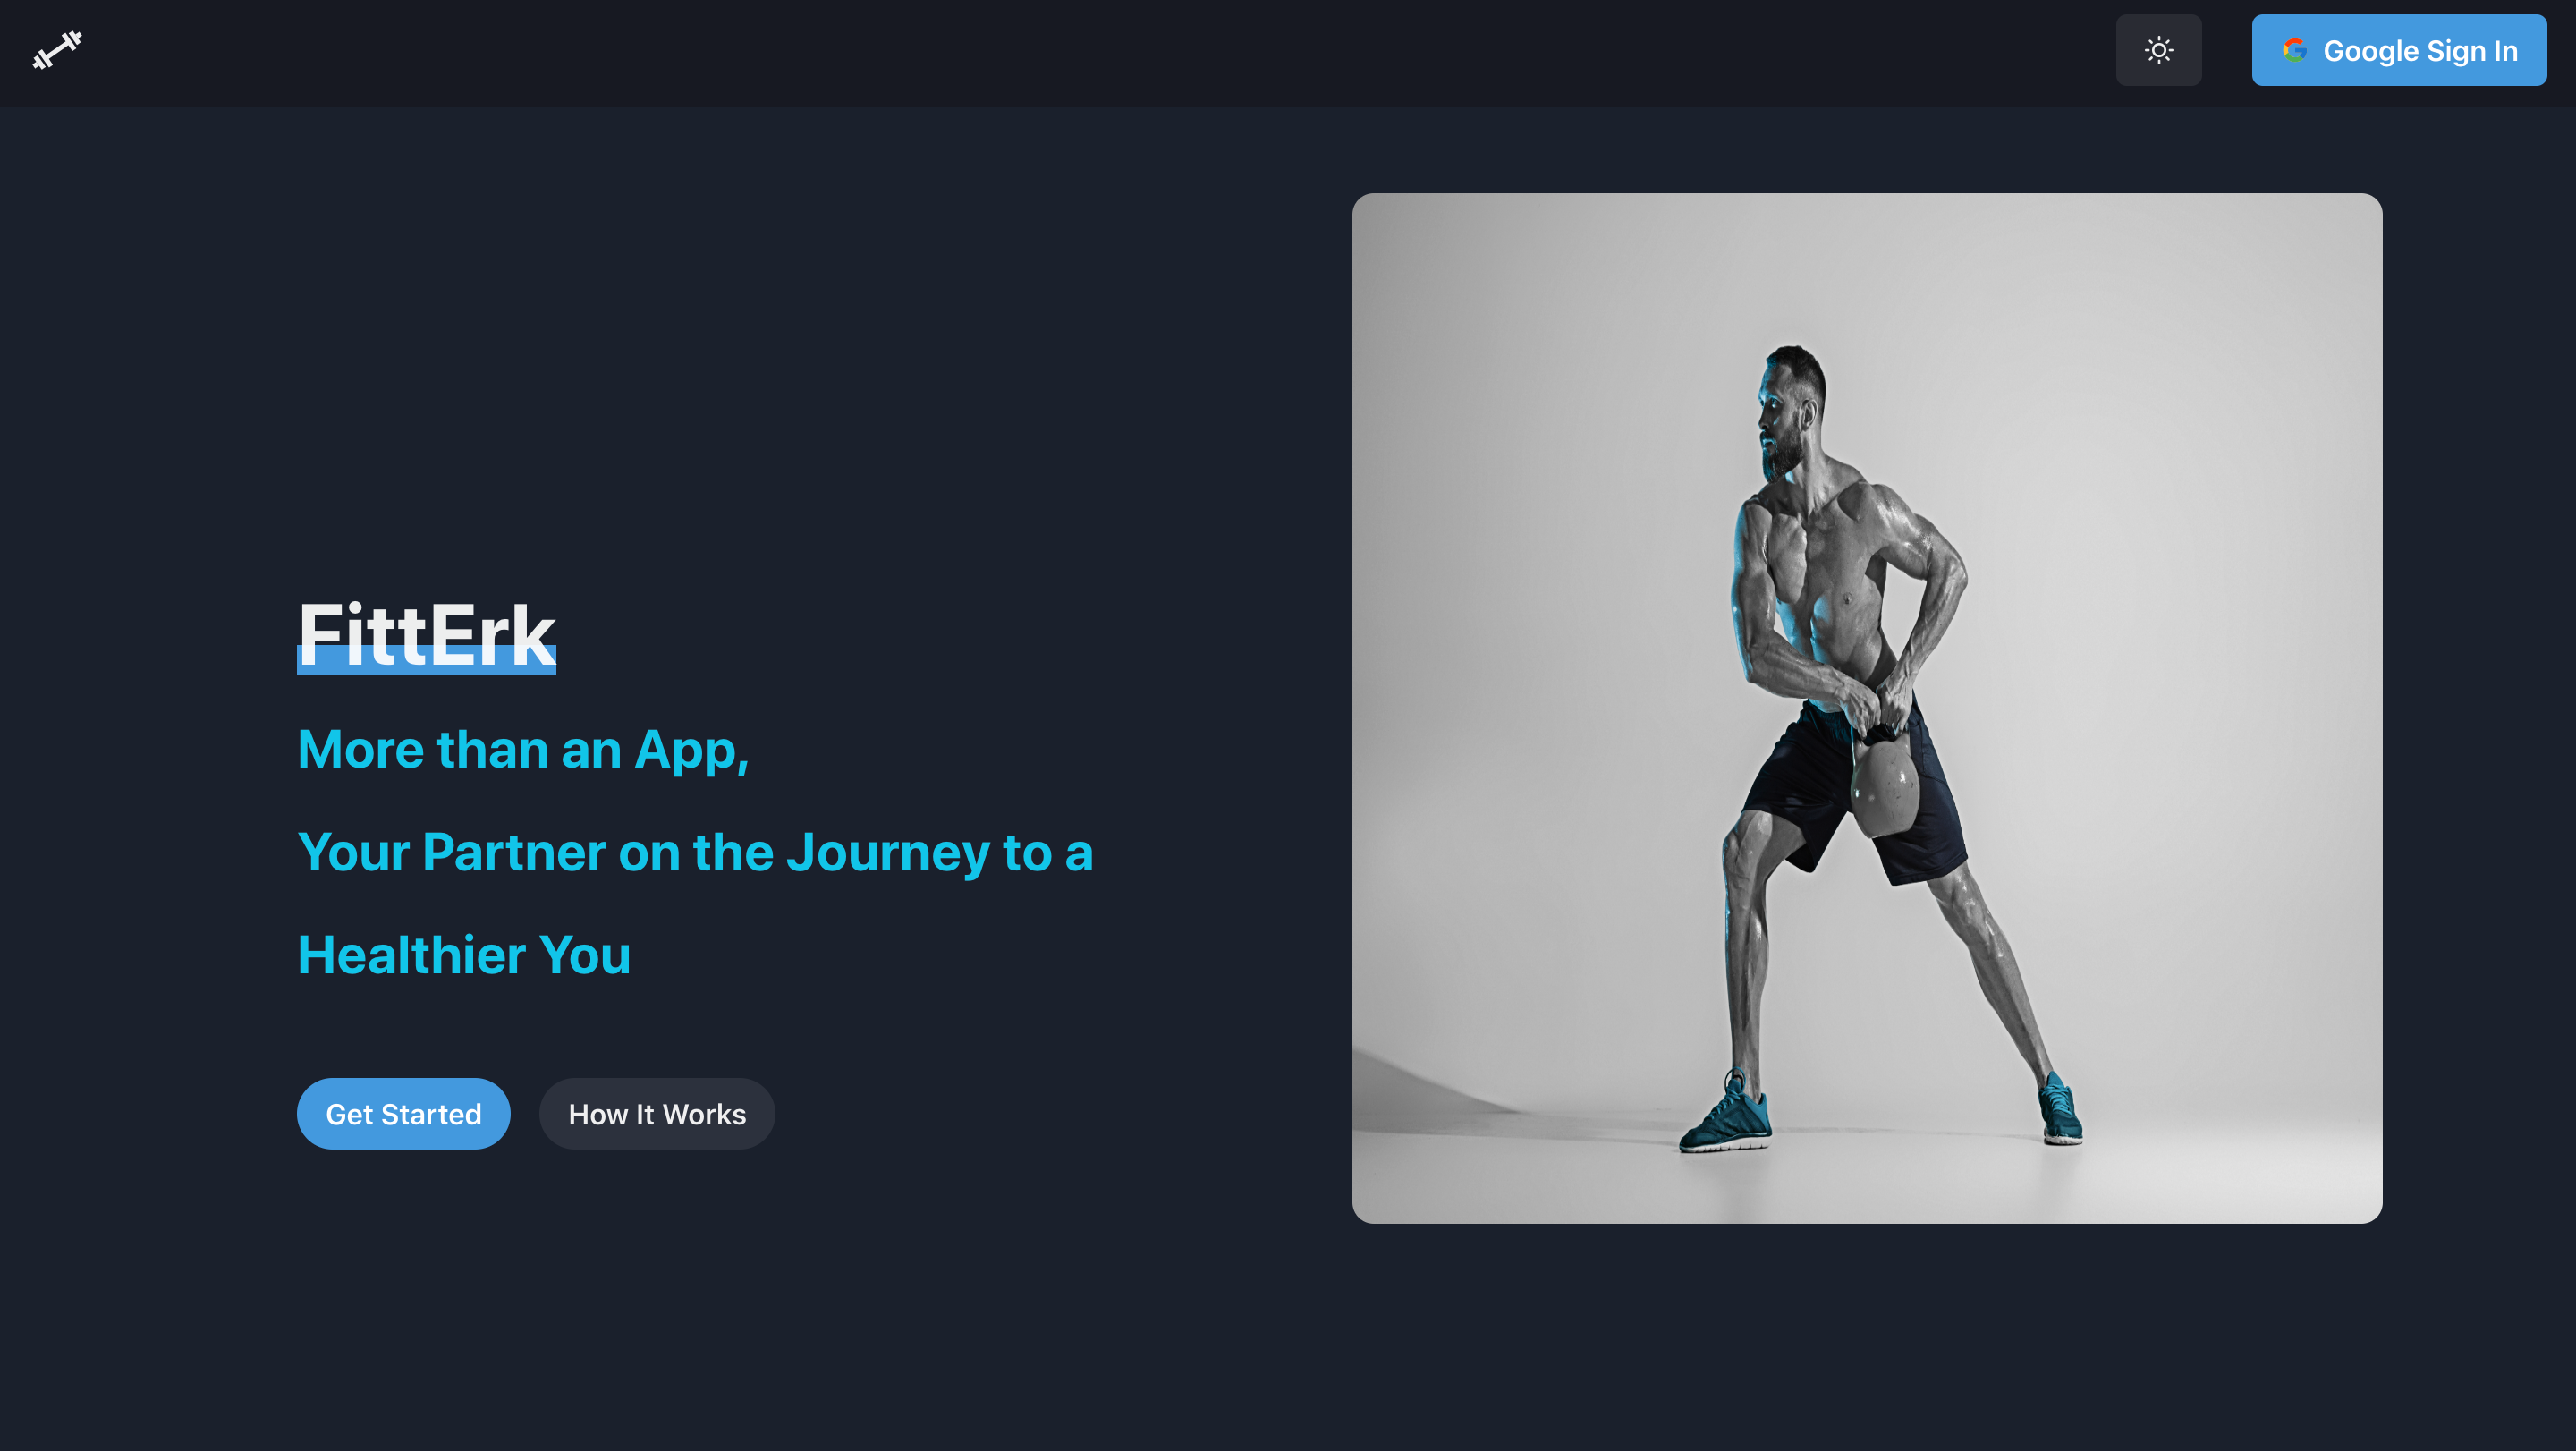 Google Sign In
FittErk
More than an App,
Your Partner on the Journey to a
Healthier You
Get Started
How It Works